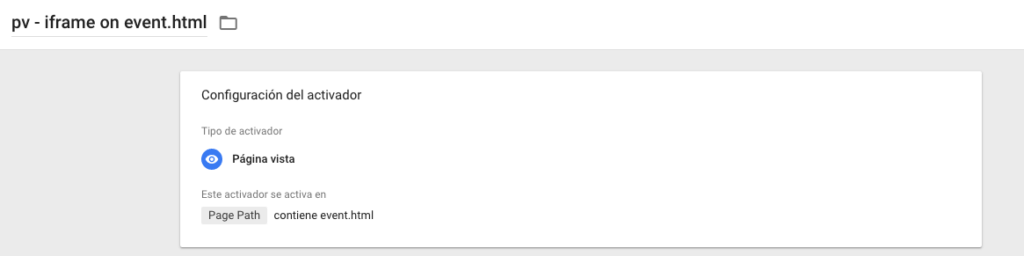 pv - iframe on event.html
Configuración del activador
Tipo de activador
Página vista
Este activador se activa en
Page Path contiene event.html